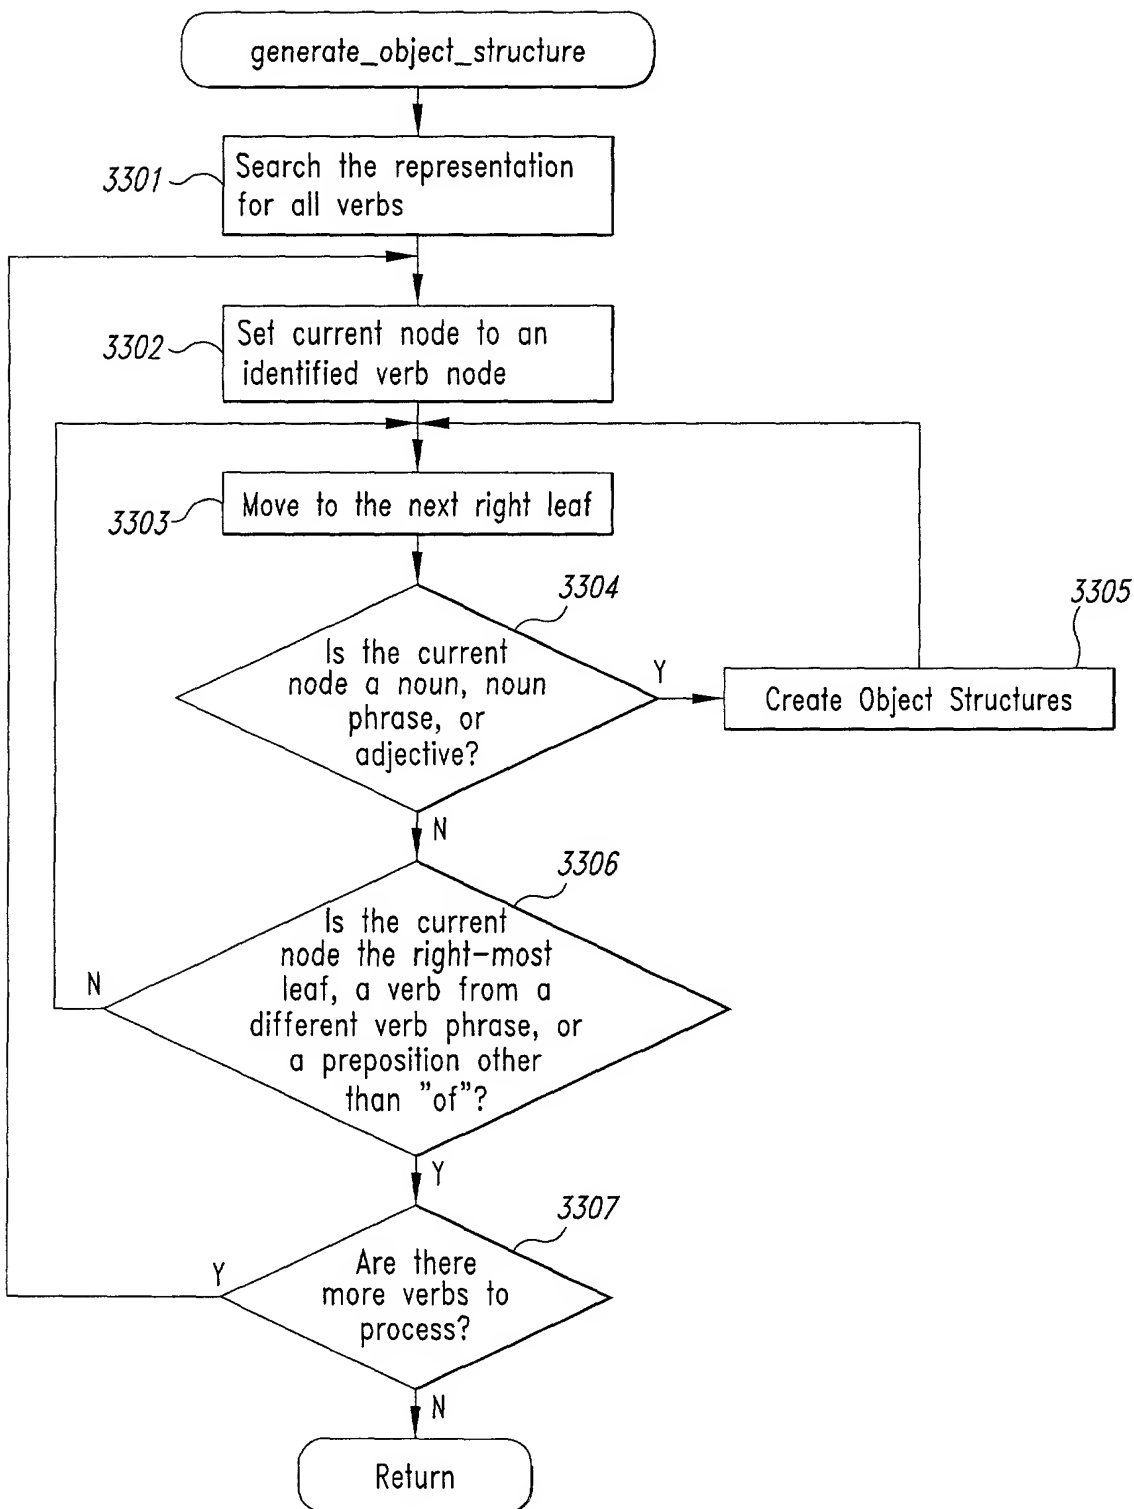 generate_object_structure
3301
Search the representation
for all verbs
3302
Set current node to an
identified verb node
3303
Move to the next right leaf
3304
Is the current
node a noun, noun
phrase, or
adjective?
Y
3305
Create Object Structures
N
3306
Is the current
node the right-most
leaf, a verb from a
different verb phrase, or
a preposition other
than "of"?
N
Y
3307
Are there
more verbs to
process?
Y
N
Return